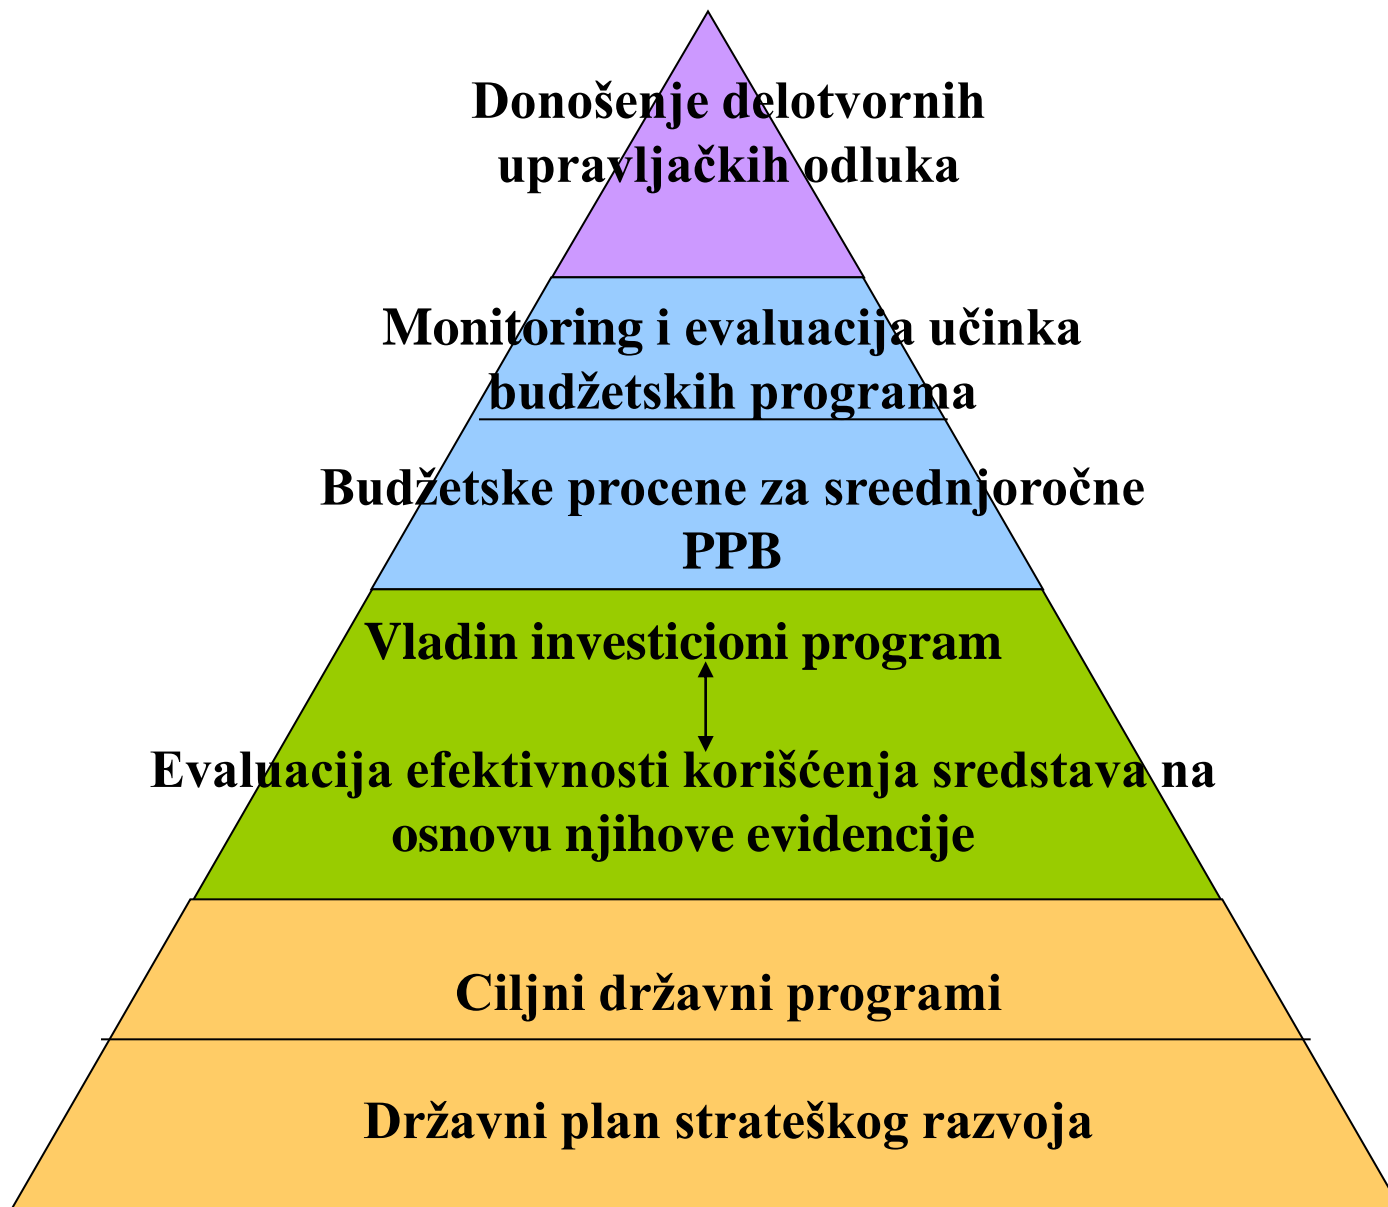 Donošenje delotvornih
upravljačkih odluka
Monitoring i evaluacija učinka
budžetskih programa
Budžetske procene za sreednjoročne
PPB
Vladin investicioni program
Evaluacija efektivnosti korišćenja sredstava na
osnovu njihove evidencije
Ciljni državni programi
Državni plan strateškog razvoja